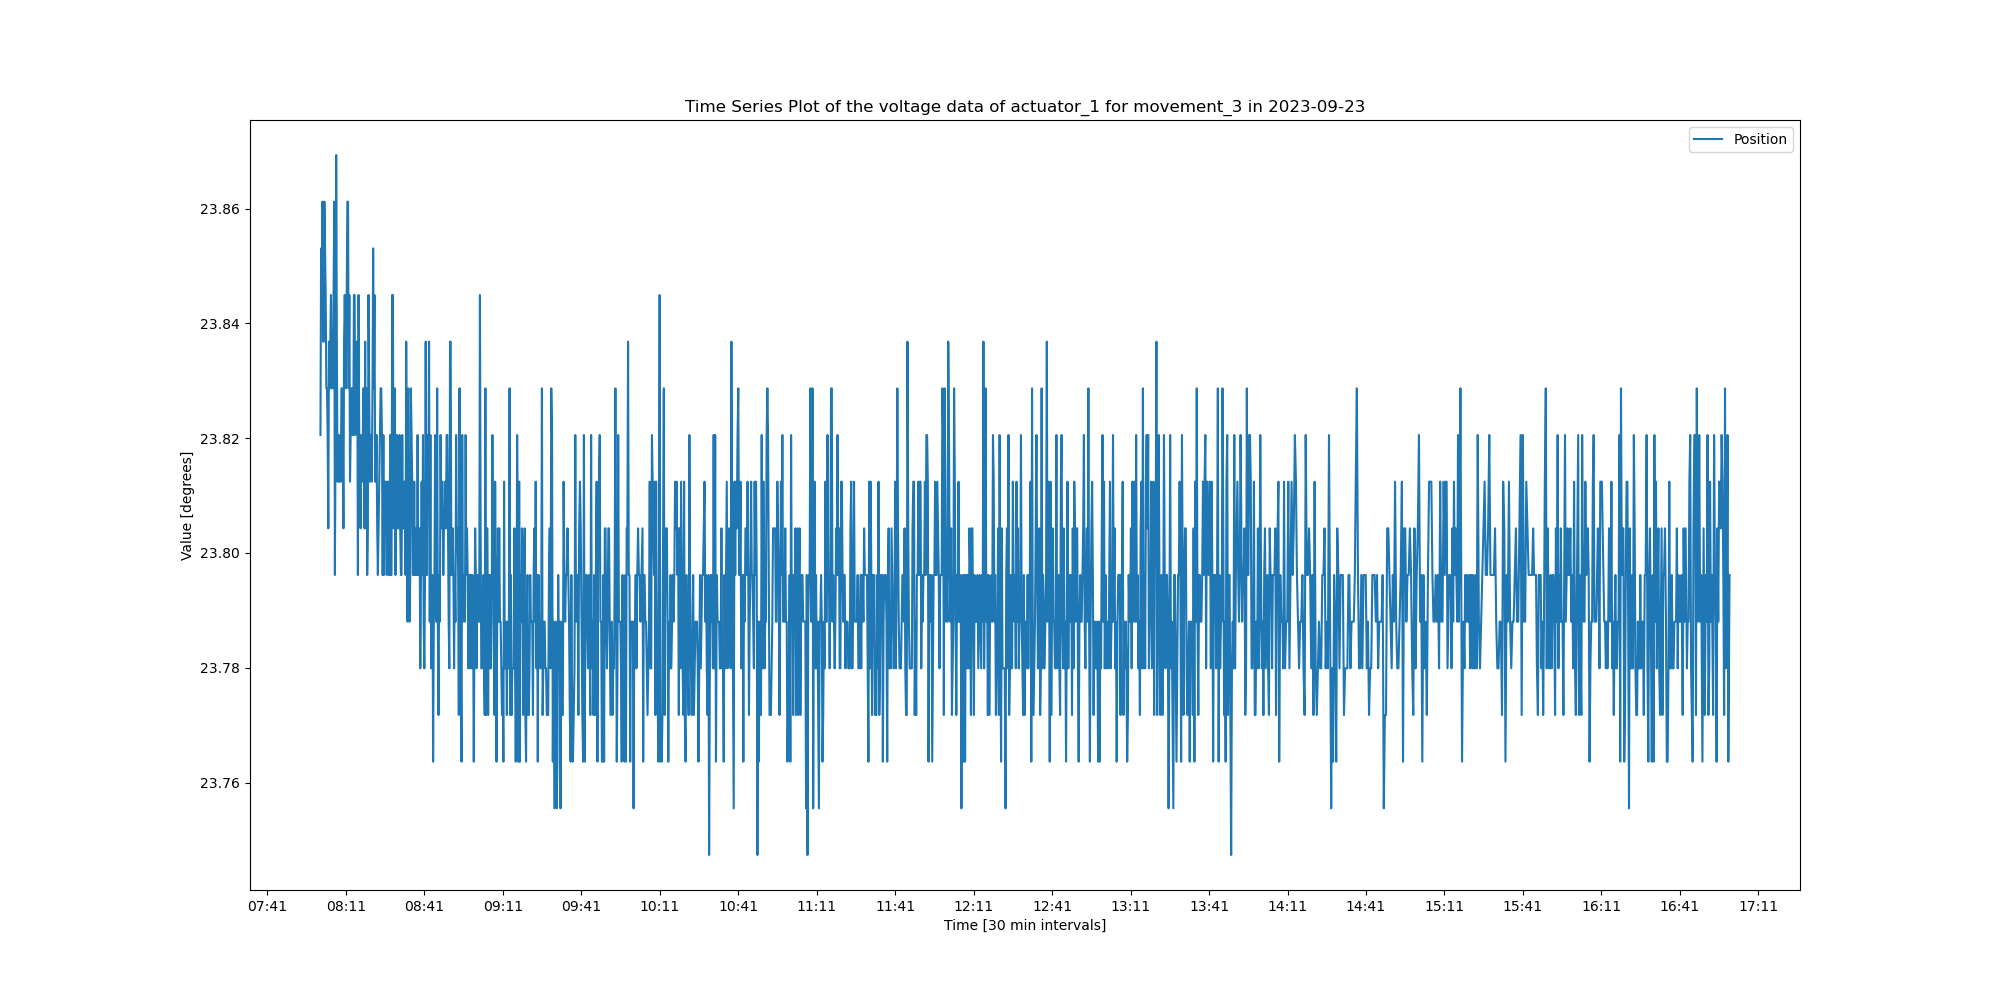 Time Series Plot of the voltage data of actuator_1 for movement_3 in 2023-09-23
Position
Value [degrees]
23.86
23.84
23.82
23.80
23.78
23.76
07:41 08:11 08:41 09:11 09:41 10:11 10:41 11:11 11:41 12:11 12:41 13:11 13:41 14:11 14:41 15:11 15:41 16:11 16:41 17:11
Time [30 min intervals]